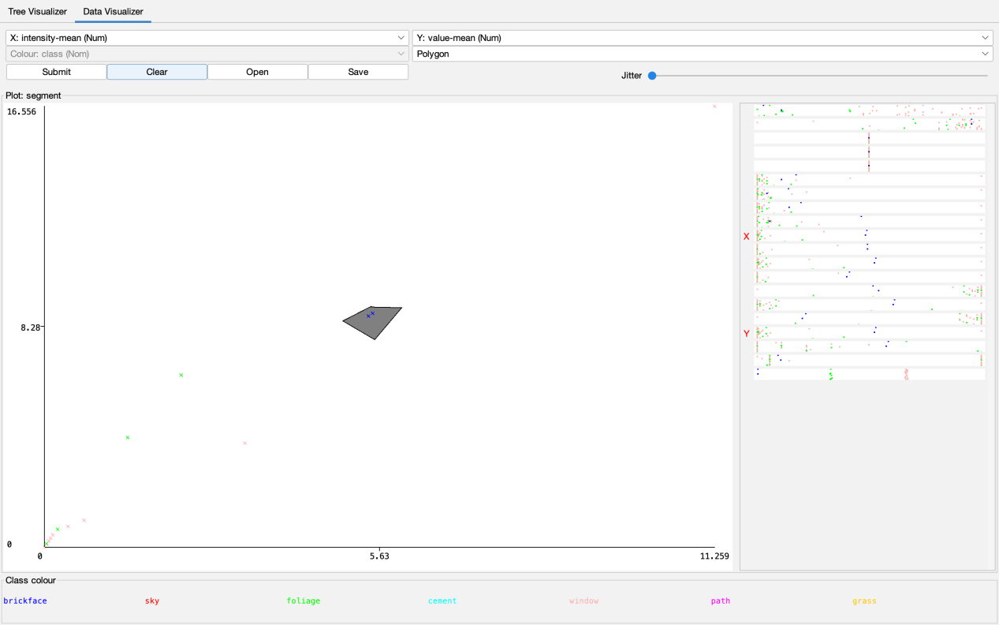 Tree Visualizer Data Visualizer
X: intensity-mean (Num) Y: value-mean (Num)
Colour: class (Nom) Polygon
Submit Clear Open Save Jitter
Plot: segment
16.556
8.28
0
0 5.63 11.259
X
Y
Class colour
brickface sky foliage cement window path grass